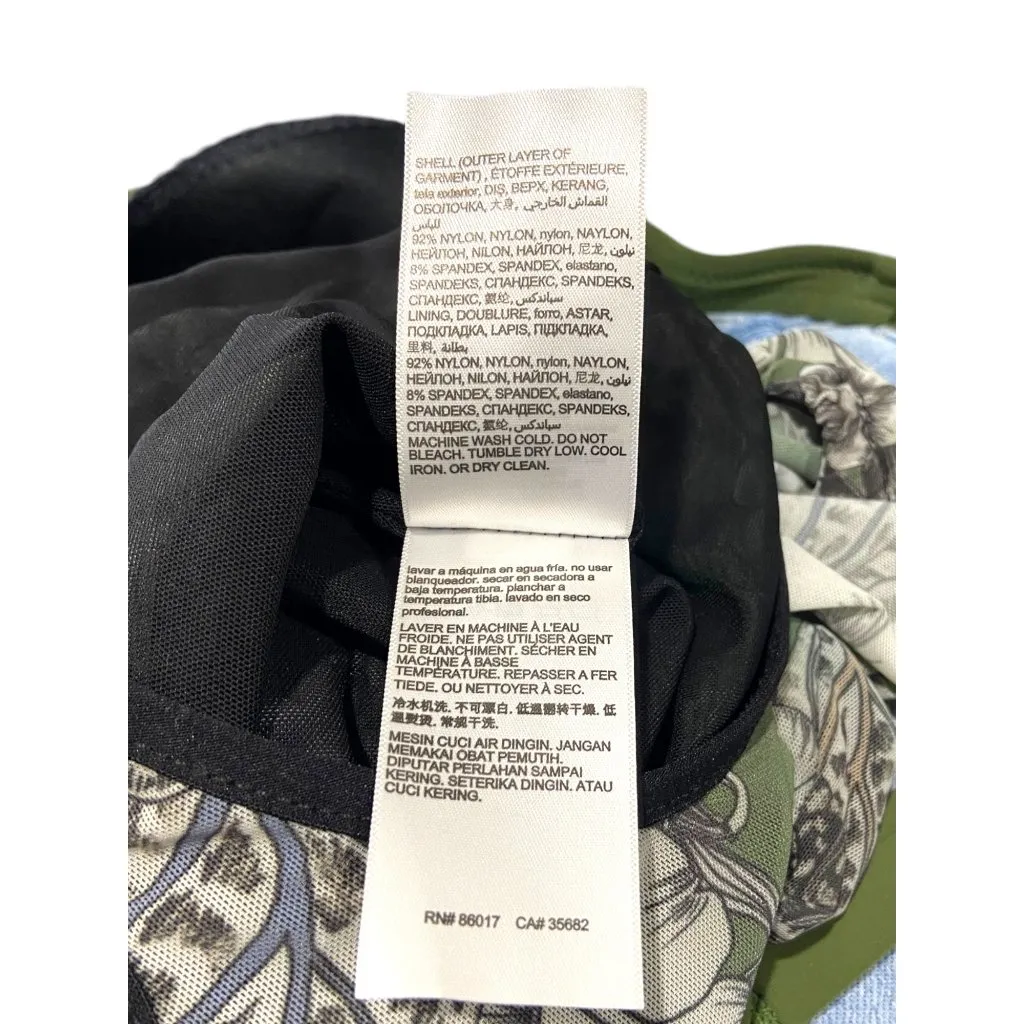 SHELL (OUTER LAYER OF
GARMENT) , ÉTOFFE EXTÉRIEURE,
tela exterior, DIŞ, ВЕРХ, KERANG,
ОБОЛОЧКА, 大身, القماش الخارجي
للباس
92% NYLON, NYLON, nylon, NAYLON,
НЕЙЛОН, NILON, НАЙЛОН, 尼龙, نيلون
8% SPANDEX, SPANDEX, elastano,
SPANDEKS, СПАНДЕКС, SPANDEKS,
СПАНДЕКС, 氨纶, سباندكس
LINING, DOUBLURE, forro, ASTAR,
ПОДКЛАДКА, LAPIS, ПІДКЛАДКА,
里料, بطانة
92% NYLON, NYLON, nylon, NAYLON,
НЕЙЛОН, NILON, НАЙЛОН, 尼龙, نيلون
8% SPANDEX, SPANDEX, elastano,
SPANDEKS, СПАНДЕКС, SPANDEKS,
СПАНДЕКС, 氨纶, سباندكس
MACHINE WASH COLD. DO NOT
BLEACH. TUMBLE DRY LOW. COOL
IRON. OR DRY CLEAN.
lavar a máquina en agua fría. no usar
blanqueador. secar en secadora a
baja temperatura. planchar a
temperatura tibia. lavado en seco
profesional.
LAVER EN MACHINE À L'EAU
FROIDE. NE PAS UTILISER AGENT
DE BLANCHIMENT. SÉCHER EN
MACHINE À BASSE
TEMPÉRATURE. REPASSER A FER
TIEDE. OU NETTOYER À SEC.
冷水机洗. 不可漂白. 低温翻转干燥. 低
温熨烫. 常规干洗.
MESIN CUCI AIR DINGIN. JANGAN
MEMAKAI OBAT PEMUTIH.
DIPUTAR PERLAHAN SAMPAI
KERING. SETERIKA DINGIN. ATAU
CUCI KERING.
RN# 86017 CA# 35682